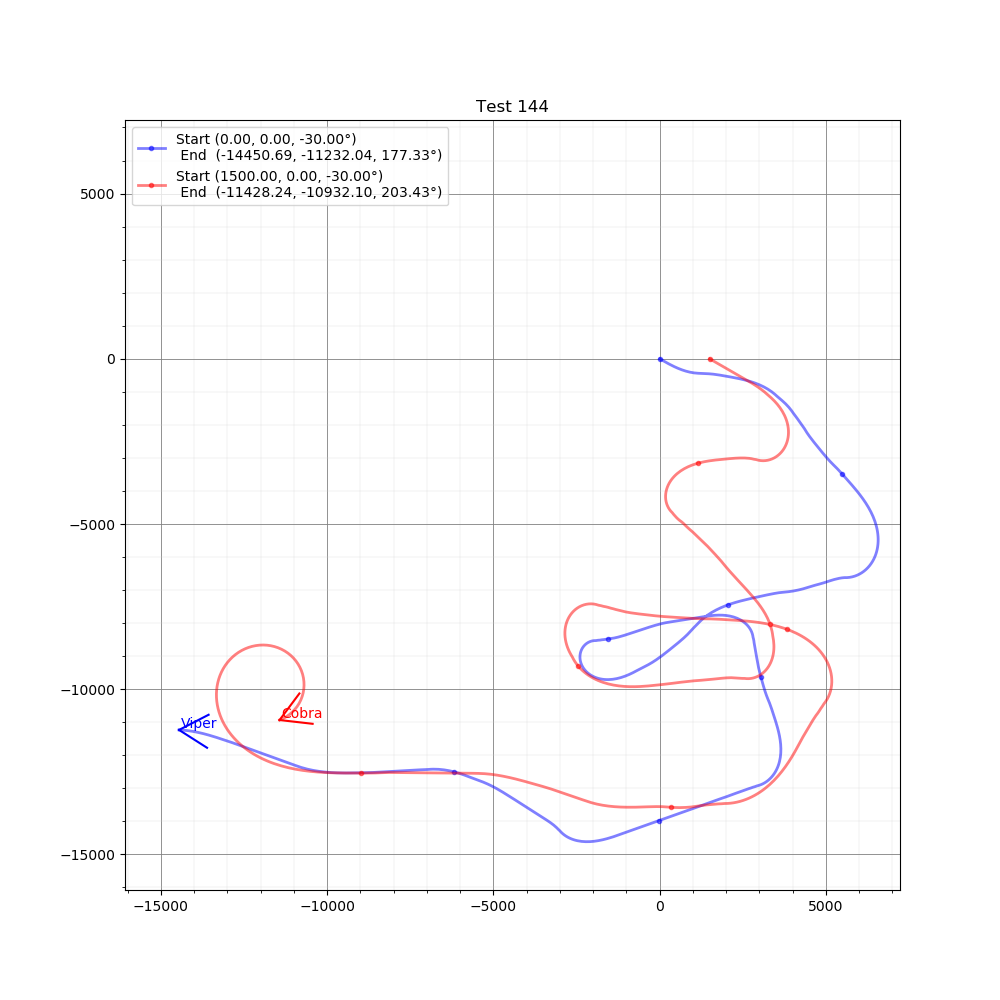 Test 144
Start (0.00, 0.00, -30.00°)
End (-14450.69, -11232.04, 177.33°)
Start (1500.00, 0.00, -30.00°)
End (-11428.24, -10932.10, 203.43°)
5000
0
−5000
−10000
−15000
Cobra
Viper
−15000 −10000 −5000 0 5000